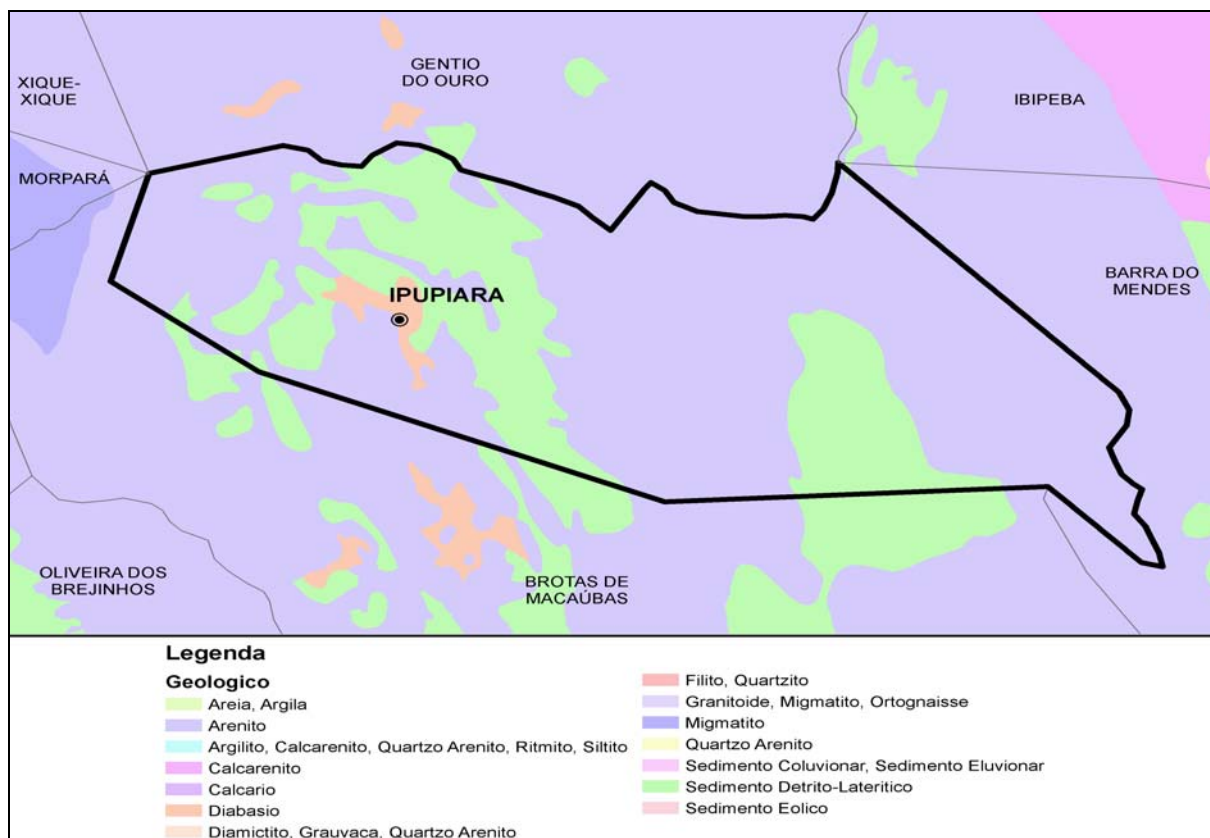 GENTIO
DO OURO
XIQUE-
XIQUE
IBIPEBA
MORPARÁ
BARRA DO
MENDES
IPUPIARA
OLIVEIRA DOS
BREJINHOS
BROTAS DE
MACAÚBAS
Legenda
Geologico
Areia, Argila
Arenito
Argilito, Calcarenito, Quartzo Arenito, Ritmito, Siltito
Calcarenito
Calcario
Diabasio
Diamictito, Grauvaca, Quartzo Arenito
Filito, Quartzito
Granitoide, Migmatito, Ortognaisse
Migmatito
Quartzo Arenito
Sedimento Coluvionar, Sedimento Eluvionar
Sedimento Detrito-Lateritico
Sedimento Eolico